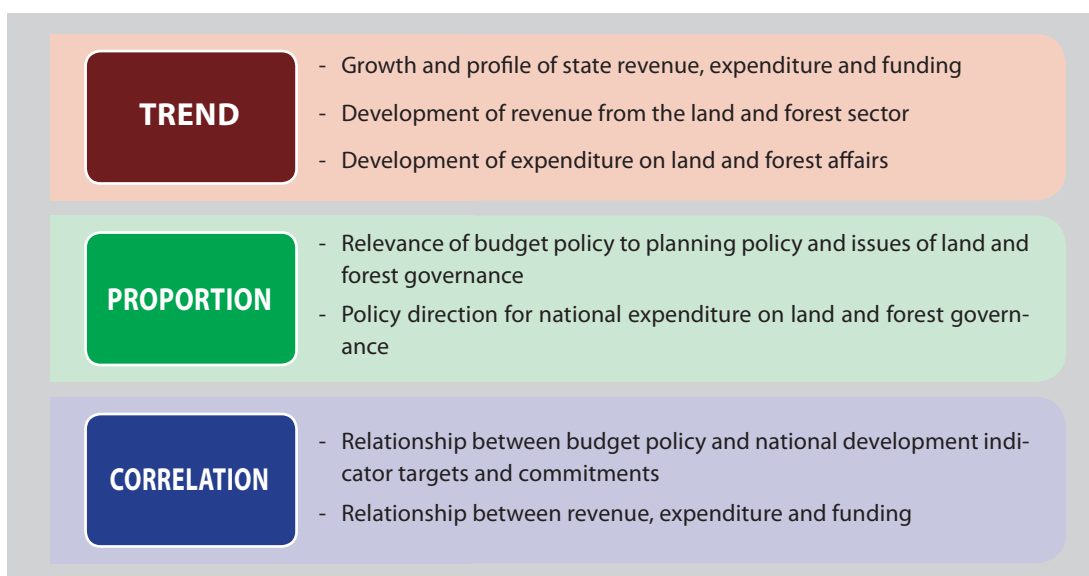 TREND
- Growth and profile of state revenue, expenditure and funding
- Development of revenue from the land and forest sector
- Development of expenditure on land and forest affairs
PROPORTION
- Relevance of budget policy to planning policy and issues of land and
forest governance
- Policy direction for national expenditure on land and forest govern-
ance
CORRELATION
- Relationship between budget policy and national development indi-
cator targets and commitments
- Relationship between revenue, expenditure and funding